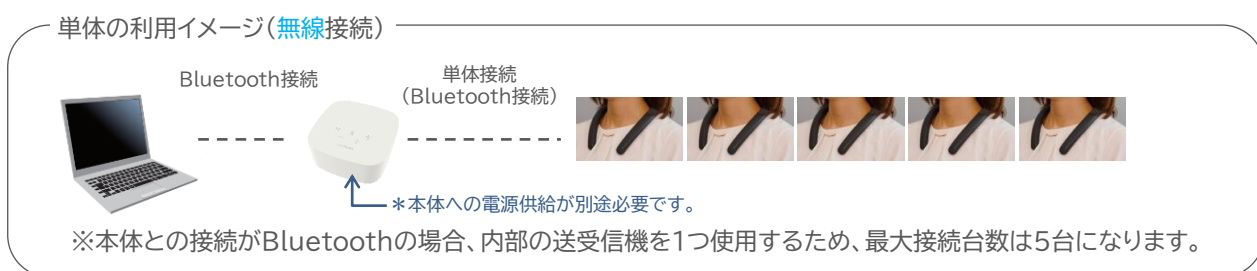 単体の利用イメージ(無線接続)
Bluetooth接続
単体接続
(Bluetooth接続)
*本体への電源供給が別途必要です。
※本体との接続がBluetoothの場合、内部の送受信機を1つ使用するため、最大接続台数は5台になります。